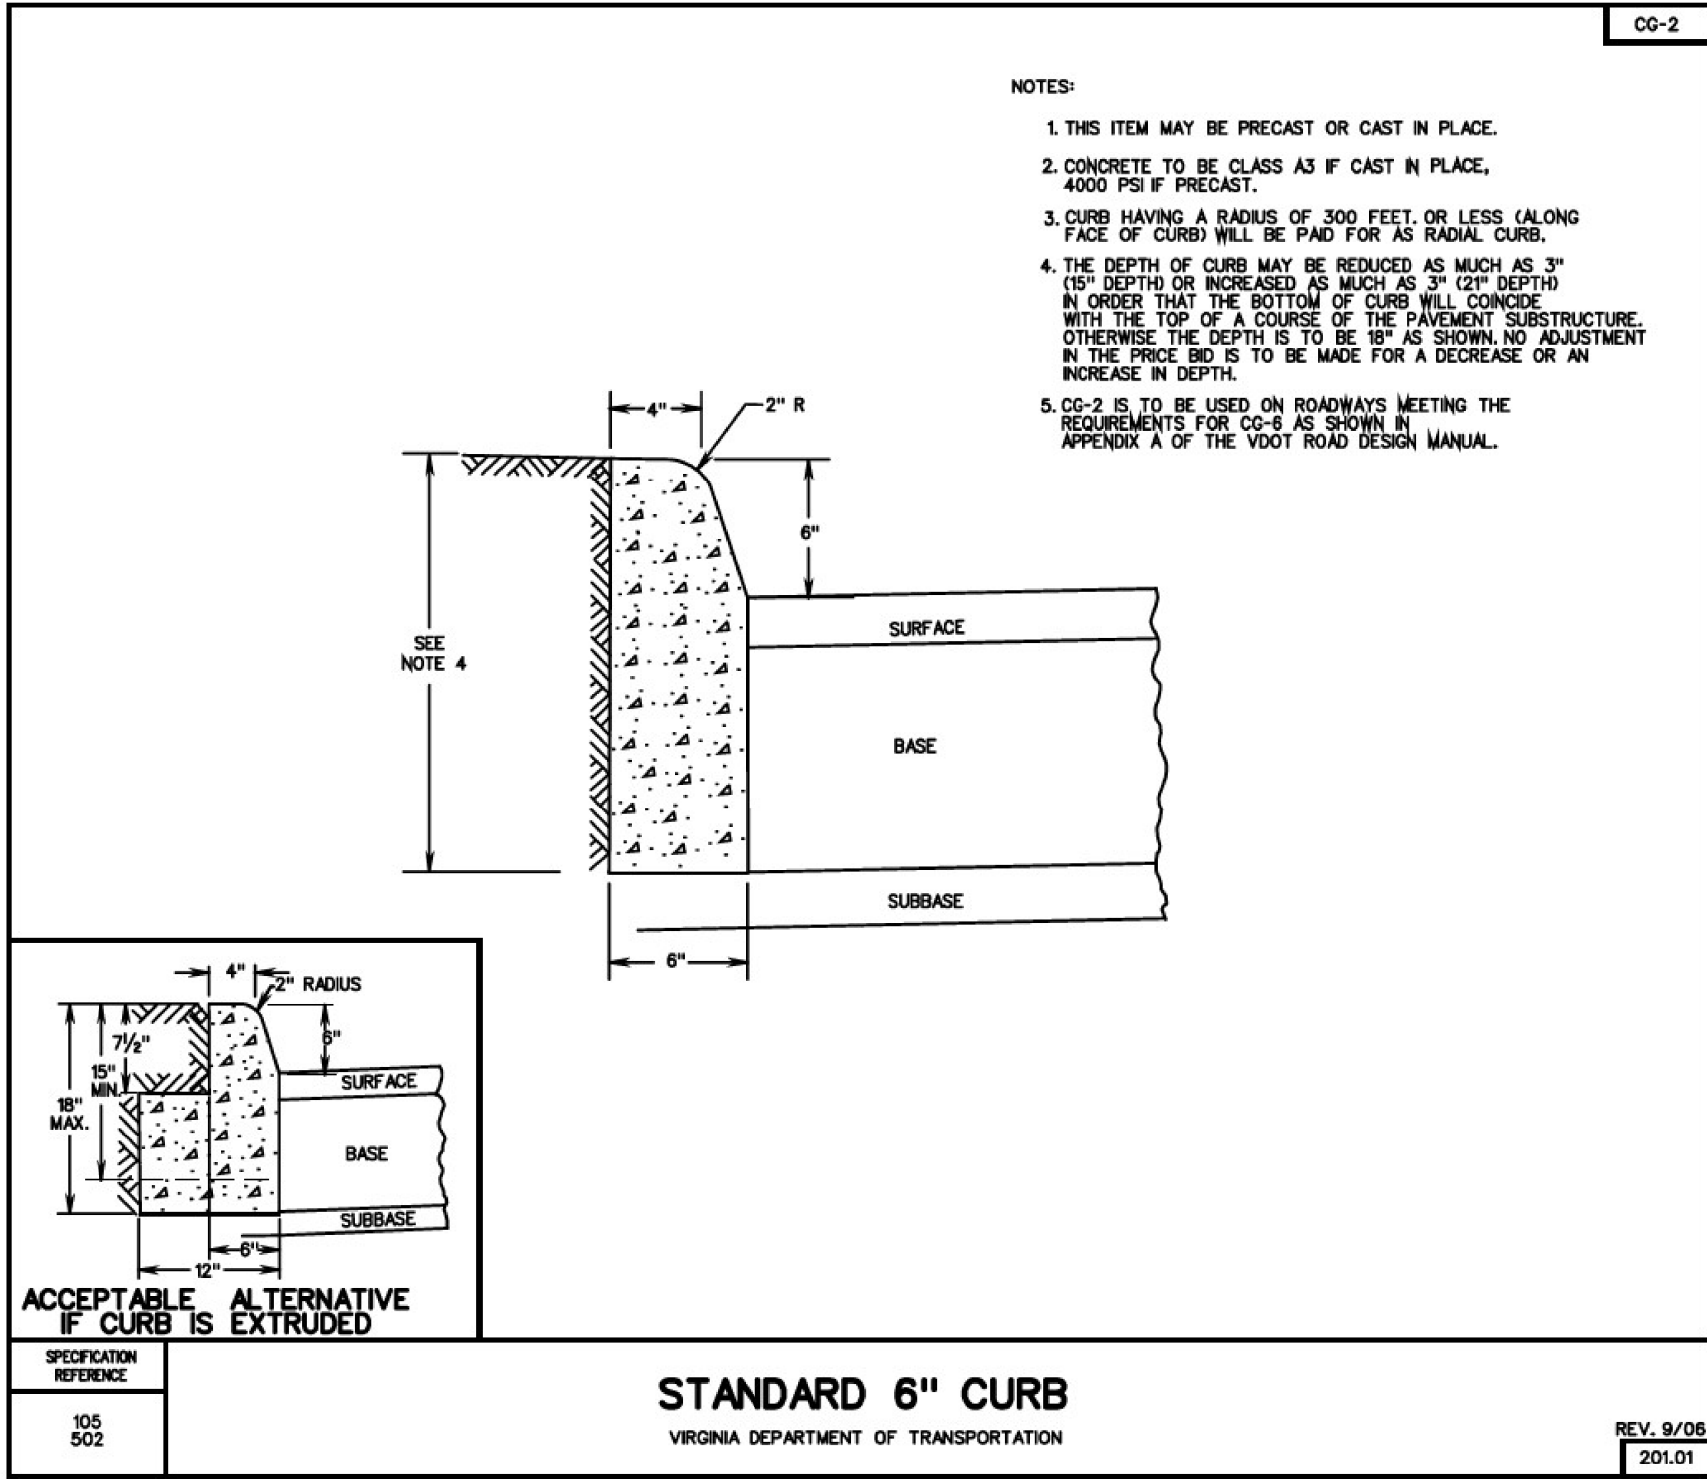 CG-2
NOTES:
1. THIS ITEM MAY BE PRECAST OR CAST IN PLACE.
2. CONCRETE TO BE CLASS A3 IF CAST IN PLACE,
4000 PSI IF PRECAST.
3. CURB HAVING A RADIUS OF 300 FEET. OR LESS (ALONG
FACE OF CURB) WILL BE PAID FOR AS RADIAL CURB.
4. THE DEPTH OF CURB MAY BE REDUCED AS MUCH AS 3"
(15" DEPTH) OR INCREASED AS MUCH AS 3" (21" DEPTH)
IN ORDER THAT THE BOTTOM OF CURB WILL COINCIDE
WITH THE TOP OF A COURSE OF THE PAVEMENT SUBSTRUCTURE.
OTHERWISE THE DEPTH IS TO BE 18" AS SHOWN. NO ADJUSTMENT
IN THE PRICE BID IS TO BE MADE FOR A DECREASE OR AN
INCREASE IN DEPTH.
5. CG-2 IS TO BE USED ON ROADWAYS MEETING THE
REQUIREMENTS FOR CG-6 AS SHOWN IN
APPENDIX A OF THE VDOT ROAD DESIGN MANUAL.
4"
2" R
6"
SEE
NOTE 4
SURFACE
BASE
SUBBASE
6"
4"
2" RADIUS
7½"
6"
15"
MIN.
18"
MAX.
SURFACE
BASE
SUBBASE
6"
12"
ACCEPTABLE ALTERNATIVE
IF CURB IS EXTRUDED
SPECIFICATION
REFERENCE
105
502
STANDARD 6" CURB
VIRGINIA DEPARTMENT OF TRANSPORTATION
REV. 9/06
201.01